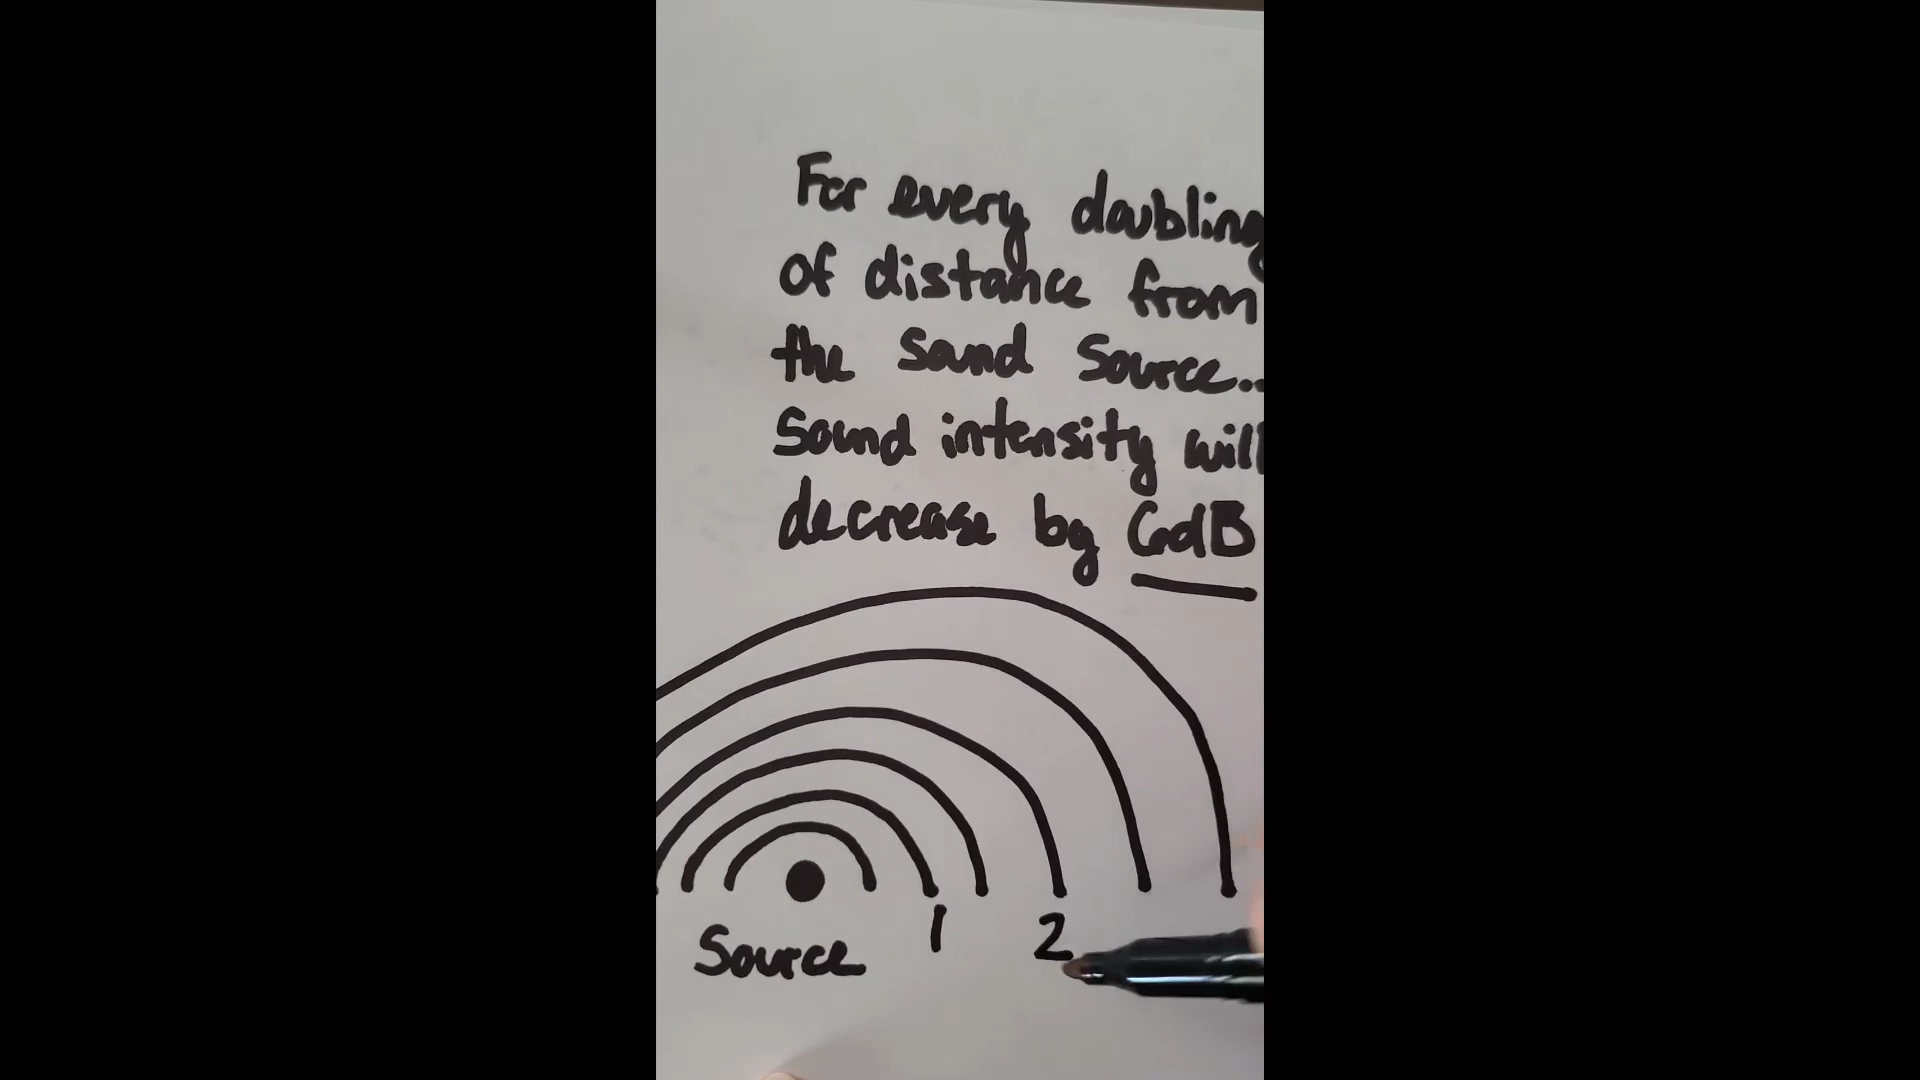 For every doubling
of distance from
the sound source..
Sound intensity will
decrease by 6dB
1 2
Source